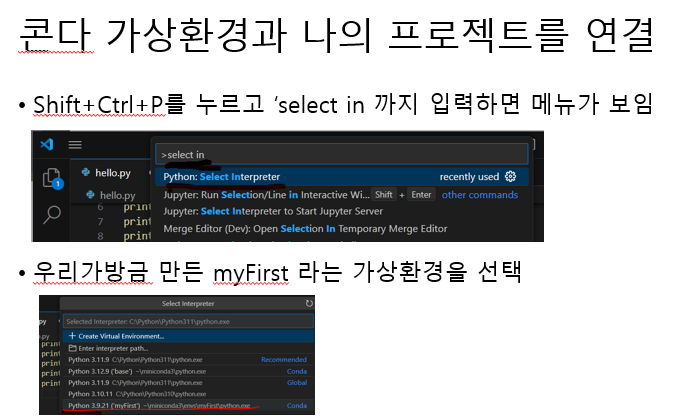 콘다 가상환경과 나의 프로젝트를 연결
• Shift+Ctrl+P를 누르고 ‘select in 까지 입력하면 메뉴가 보임
>select in
hello.py
Python: Select Interpreter recently used
1
hello.py
Jupyter: Run Selection/Line in Interactive Wi... Shift + Enter other commands
6 print
7 print
Jupyter: Select Interpreter to Start Jupyter Server
8 print
Merge Editor (Dev): Open Selection In Temporary Merge Editor
• 우리가방금 만든 myFirst 라는 가상환경을 선택
Select Interpreter
py
Selected Interpreter: C:\Python\Python311\python.exe
.py
+ Create Virtual Environment...
print
Enter interpreter path...
print
Python 3.11.9 C:\Python\Python311\python.exe Recommended
print
Python 3.12.9 ('base') ~\miniconda3\python.exe Conda
print
Python 3.11.9 C:\Python\Python311\python.exe Global
print
Python 3.10.11 C:\Python\Python310\python.exe
Python 3.9.21 ('myFirst') ~\miniconda3\envs\myFirst\python.exe Conda